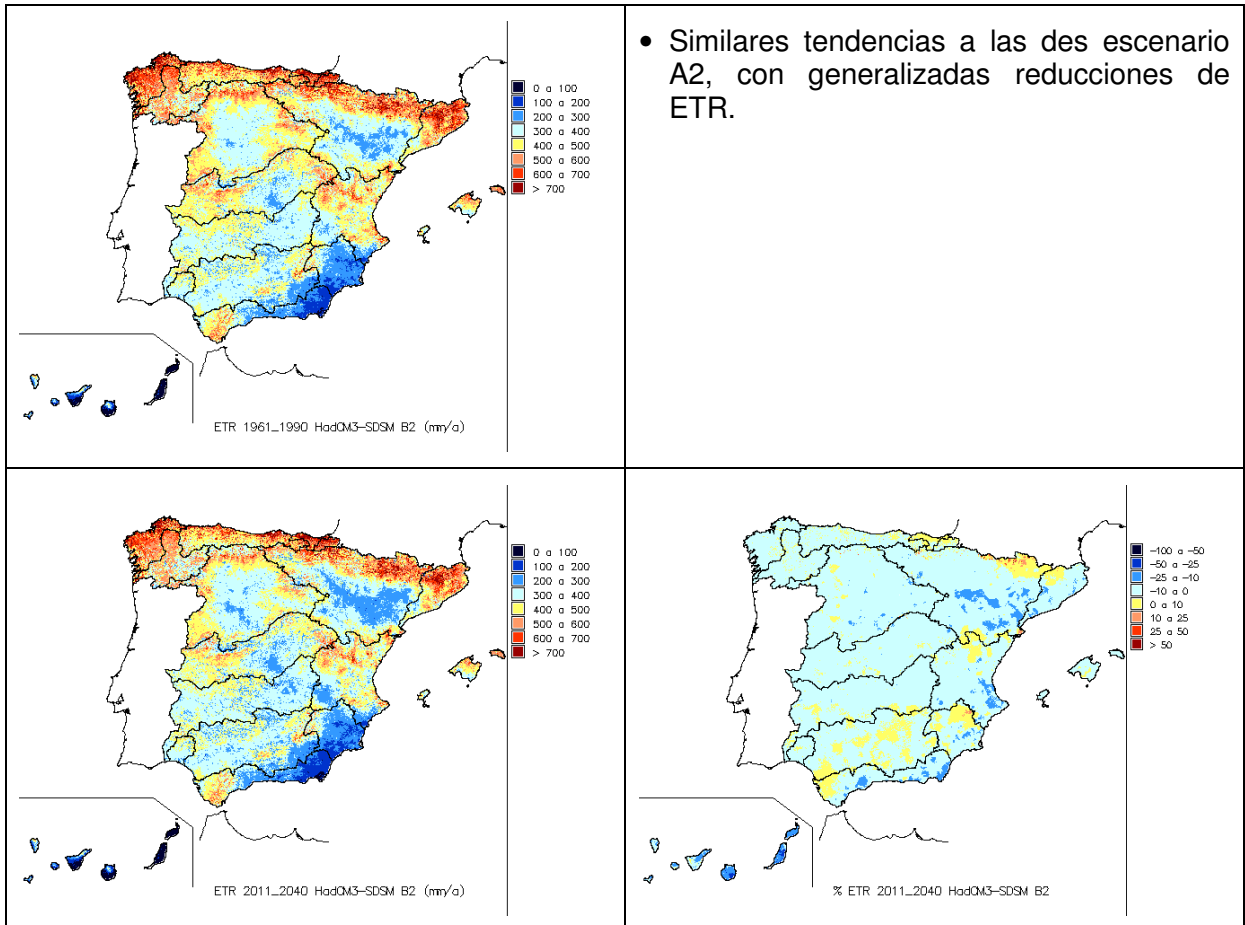 • Similares tendencias a las des escenario
A2, con generalizadas reducciones de
ETR.
0 a 100
100 a 200
200 a 300
300 a 400
400 a 500
500 a 600
600 a 700
> 700
ETR 1961_1990 HadCM3-SDSM B2 (mm/a)
0 a 100
100 a 200
200 a 300
300 a 400
400 a 500
500 a 600
600 a 700
> 700
ETR 2011_2040 HadCM3-SDSM B2 (mm/a)
-100 a -50
-50 a -25
-25 a -10
-10 a 0
0 a 10
10 a 25
25 a 50
> 50
% ETR 2011_2040 HadCM3-SDSM B2